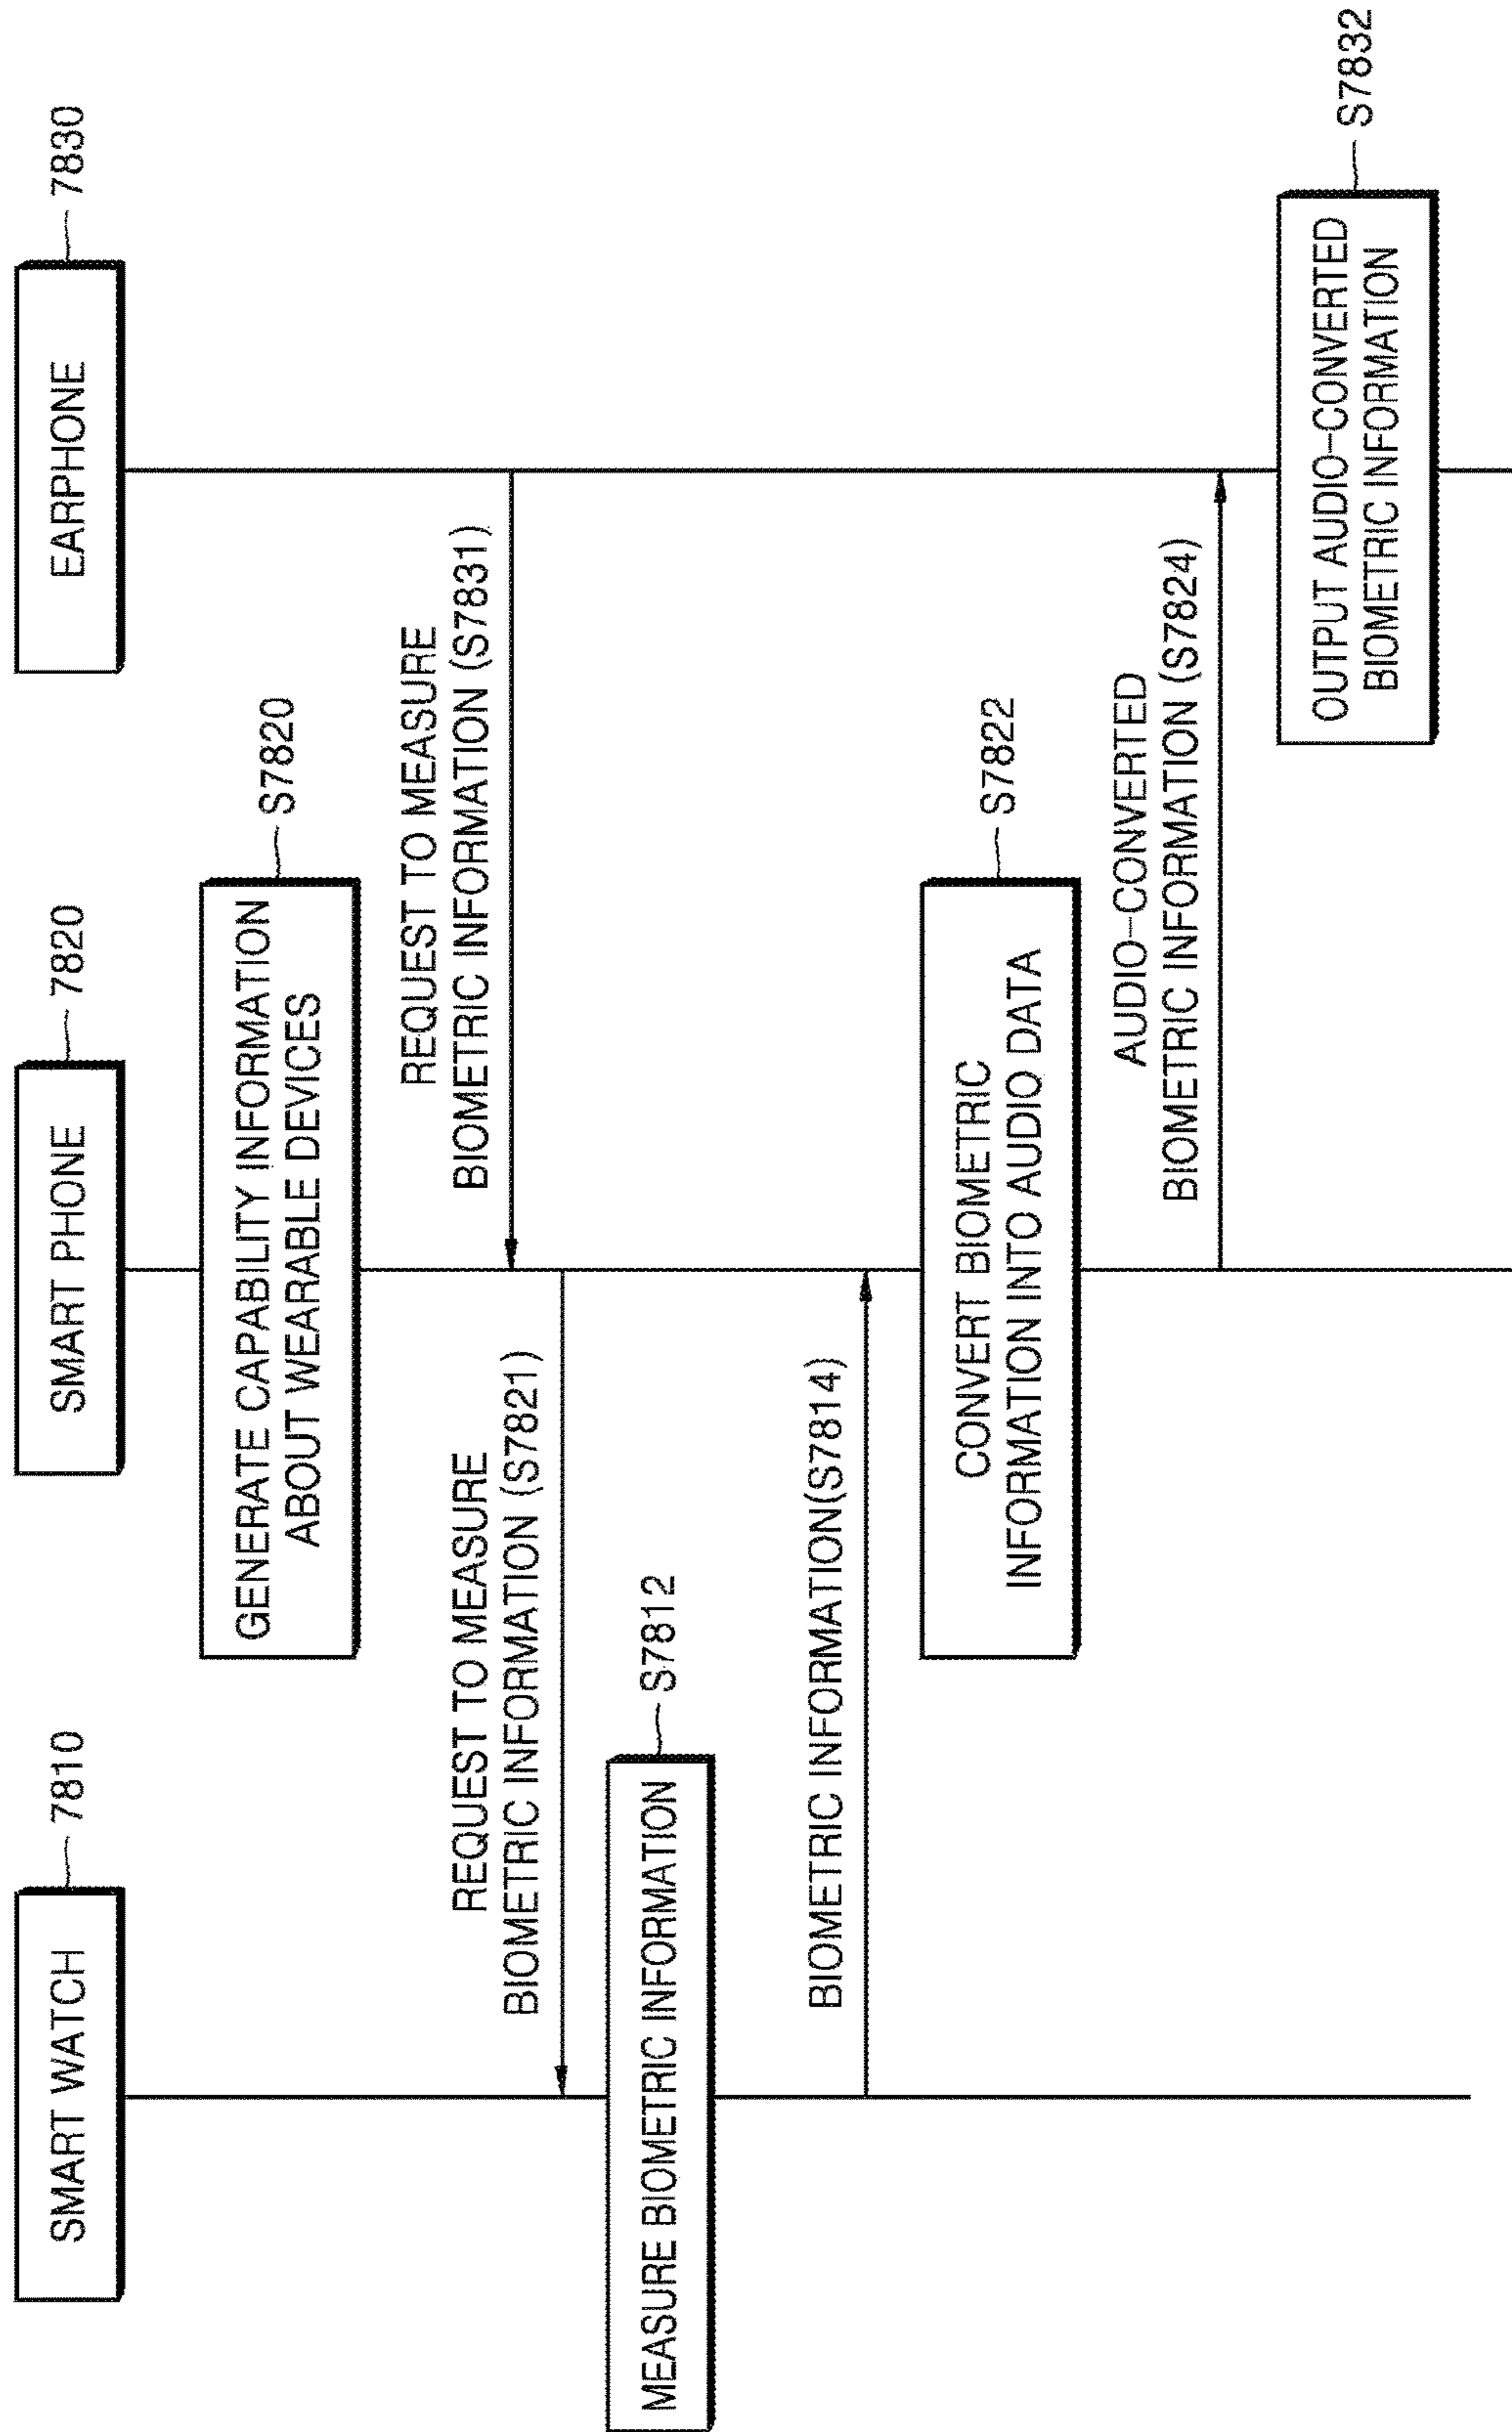 SMART WATCH
7810
SMART PHONE
7820
EARPHONE
7830
GENERATE CAPABILITY INFORMATION
ABOUT WEARABLE DEVICES
S7820
REQUEST TO MEASURE
BIOMETRIC INFORMATION (S7831)
REQUEST TO MEASURE
BIOMETRIC INFORMATION (S7821)
MEASURE BIOMETRIC INFORMATION
S7812
BIOMETRIC INFORMATION(S7814)
CONVERT BIOMETRIC
INFORMATION INTO AUDIO DATA
S7822
AUDIO-CONVERTED
BIOMETRIC INFORMATION (S7824)
OUTPUT AUDIO-CONVERTED
BIOMETRIC INFORMATION
S7832